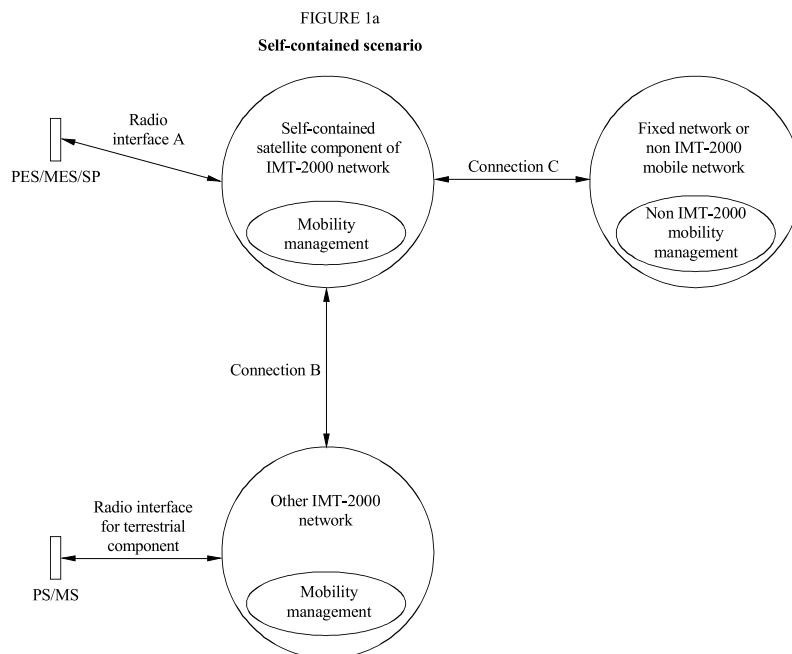 FIGURE 1a
Self-contained scenario
Radio
interface A
PES/MES/SP
Self-contained
satellite component of
IMT-2000 network
Mobility
management
Connection C
Fixed network or
non IMT-2000
mobile network
Non IMT-2000
mobility
management
Connection B
Radio interface
for terrestrial
component
PS/MS
Other IMT-2000
network
Mobility
management